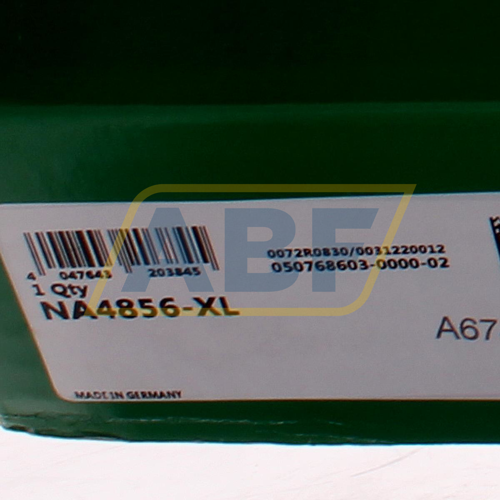 ABF
0072R0830/0031220012
050768603-0000-02
4 047643 203845
1 Qty
NA4856-XL
A67
MADE IN GERMANY